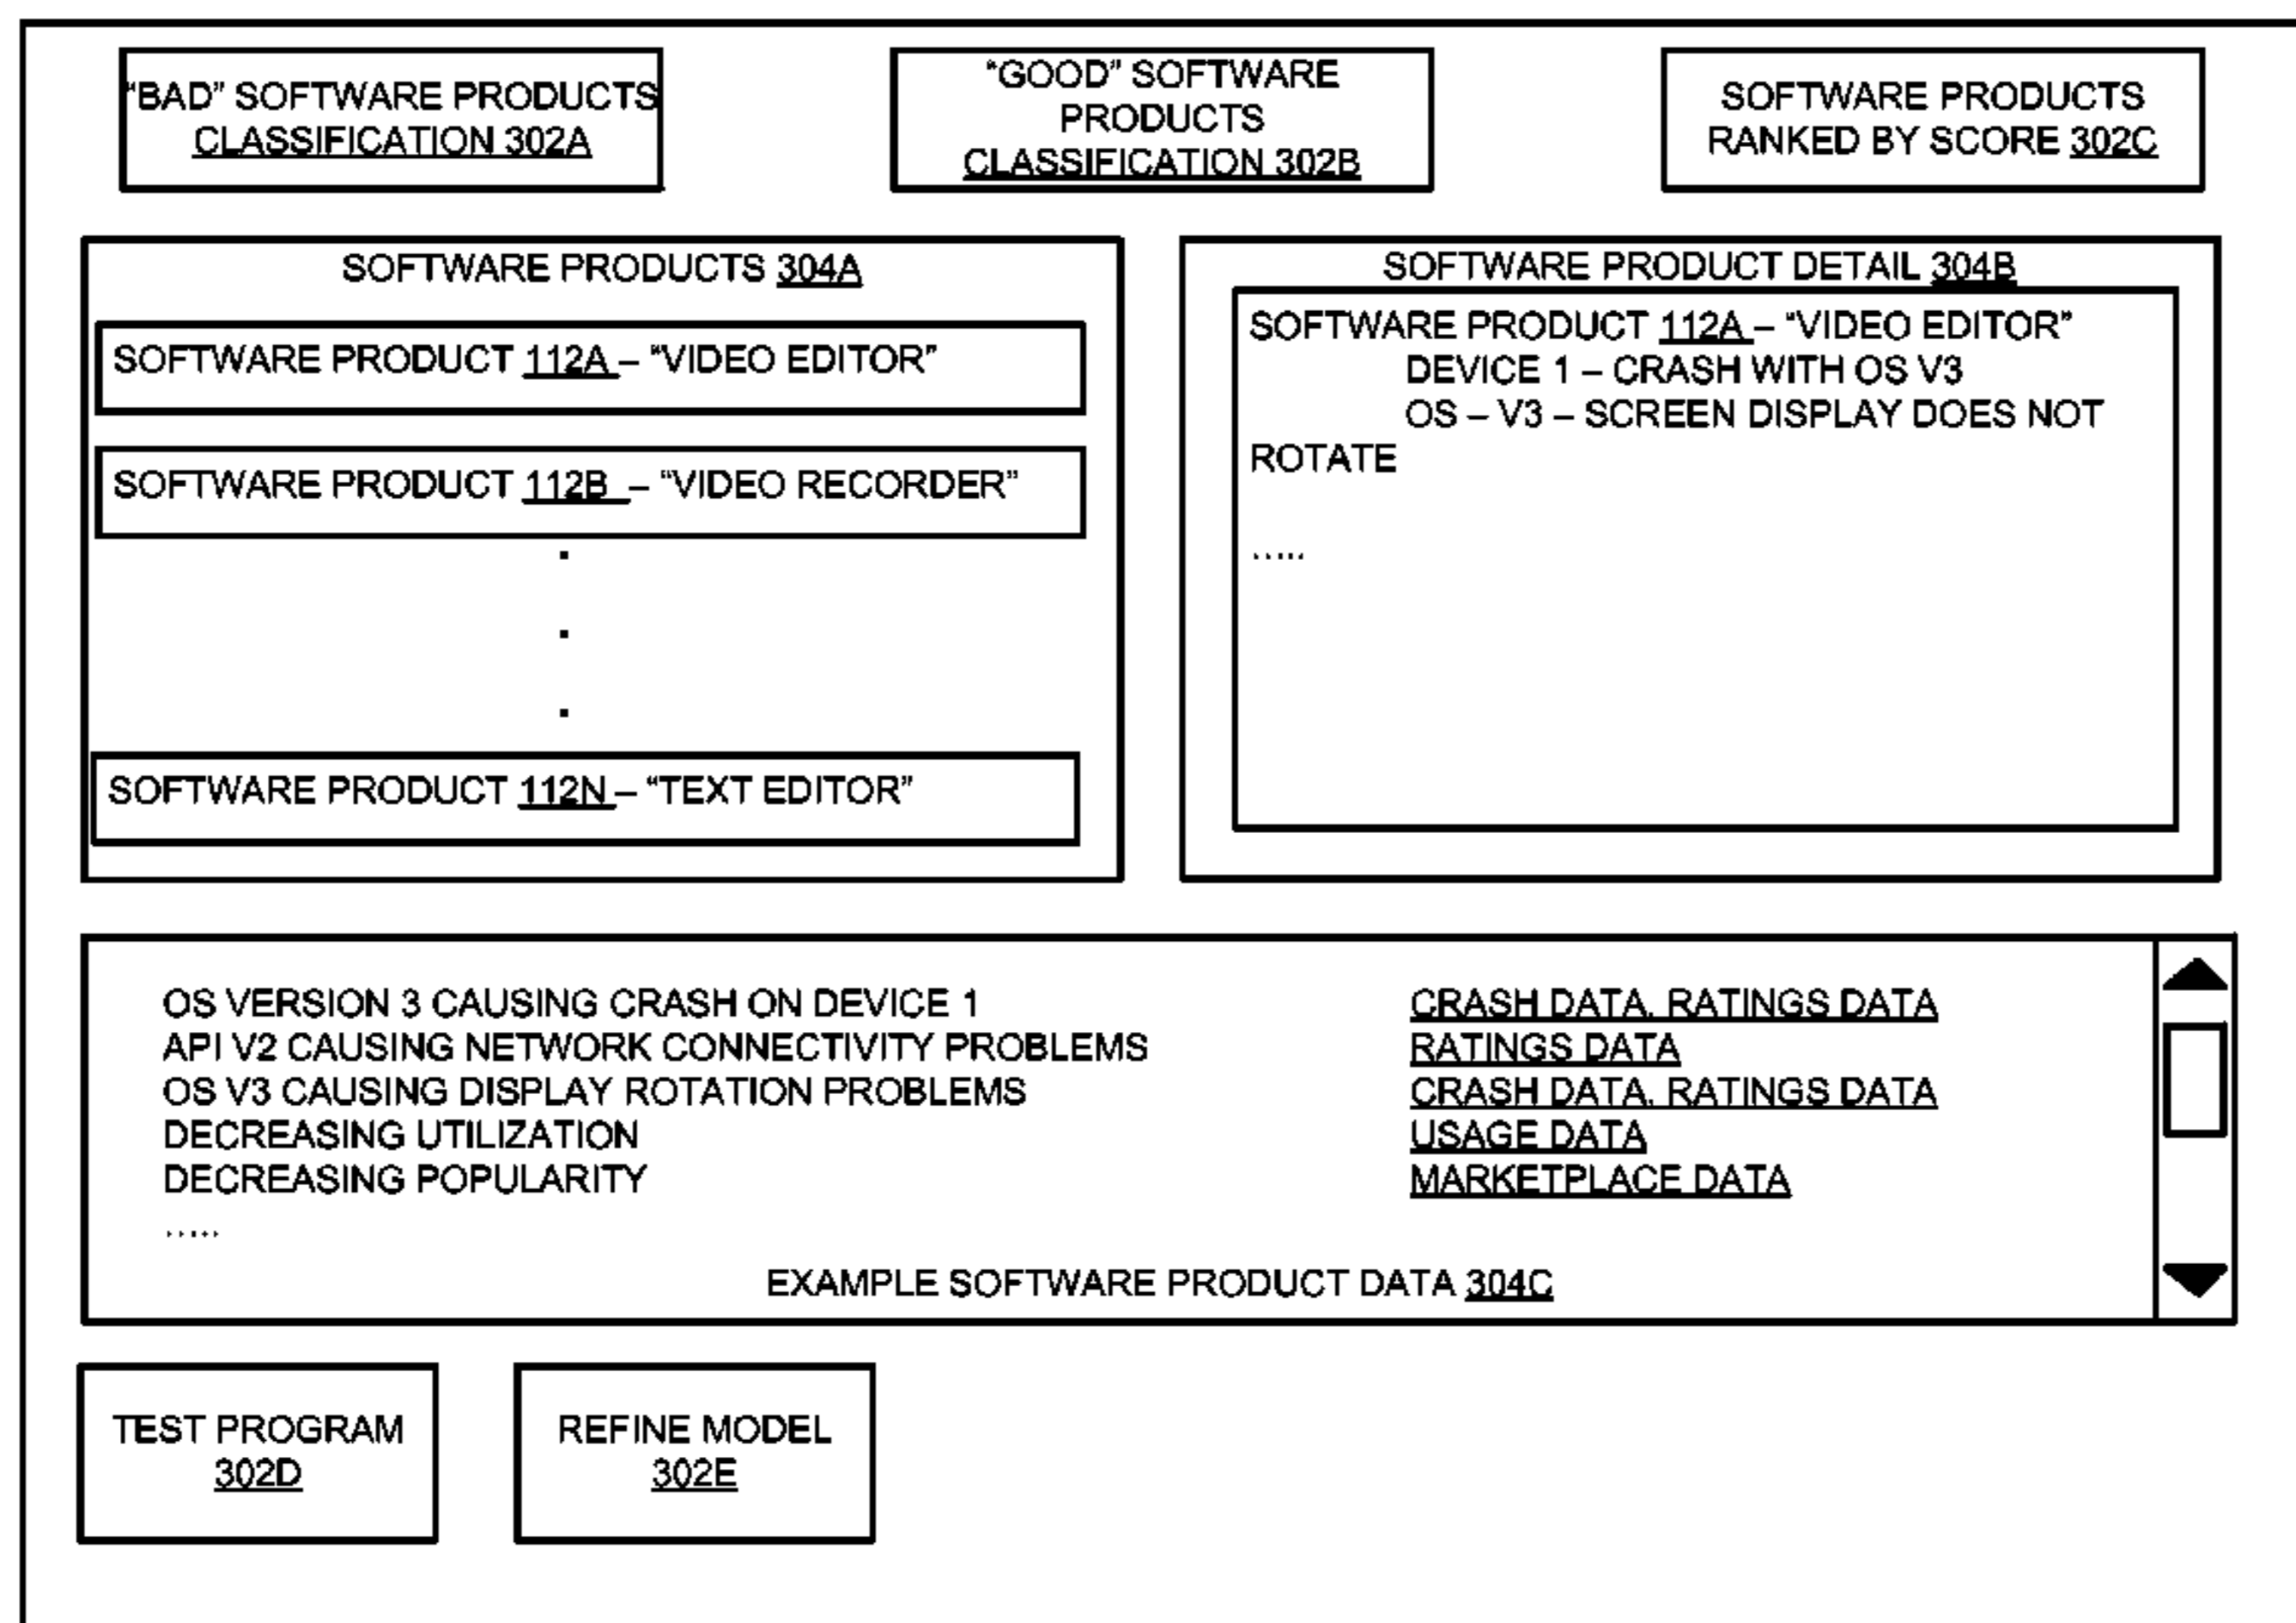 "BAD" SOFTWARE PRODUCTS
CLASSIFICATION 302A
"GOOD" SOFTWARE
PRODUCTS
CLASSIFICATION 302B
SOFTWARE PRODUCTS
RANKED BY SCORE 302C
SOFTWARE PRODUCTS 304A
SOFTWARE PRODUCT 112A – "VIDEO EDITOR"
SOFTWARE PRODUCT 112B – "VIDEO RECORDER"
SOFTWARE PRODUCT 112N – "TEXT EDITOR"
SOFTWARE PRODUCT DETAIL 304B
SOFTWARE PRODUCT 112A – "VIDEO EDITOR"
DEVICE 1 – CRASH WITH OS V3
OS – V3 – SCREEN DISPLAY DOES NOT
ROTATE
.....
OS VERSION 3 CAUSING CRASH ON DEVICE 1 CRASH DATA, RATINGS DATA
API V2 CAUSING NETWORK CONNECTIVITY PROBLEMS RATINGS DATA
OS V3 CAUSING DISPLAY ROTATION PROBLEMS CRASH DATA, RATINGS DATA
DECREASING UTILIZATION USAGE DATA
DECREASING POPULARITY MARKETPLACE DATA
.....
EXAMPLE SOFTWARE PRODUCT DATA 304C
TEST PROGRAM
302D
REFINE MODEL
302E